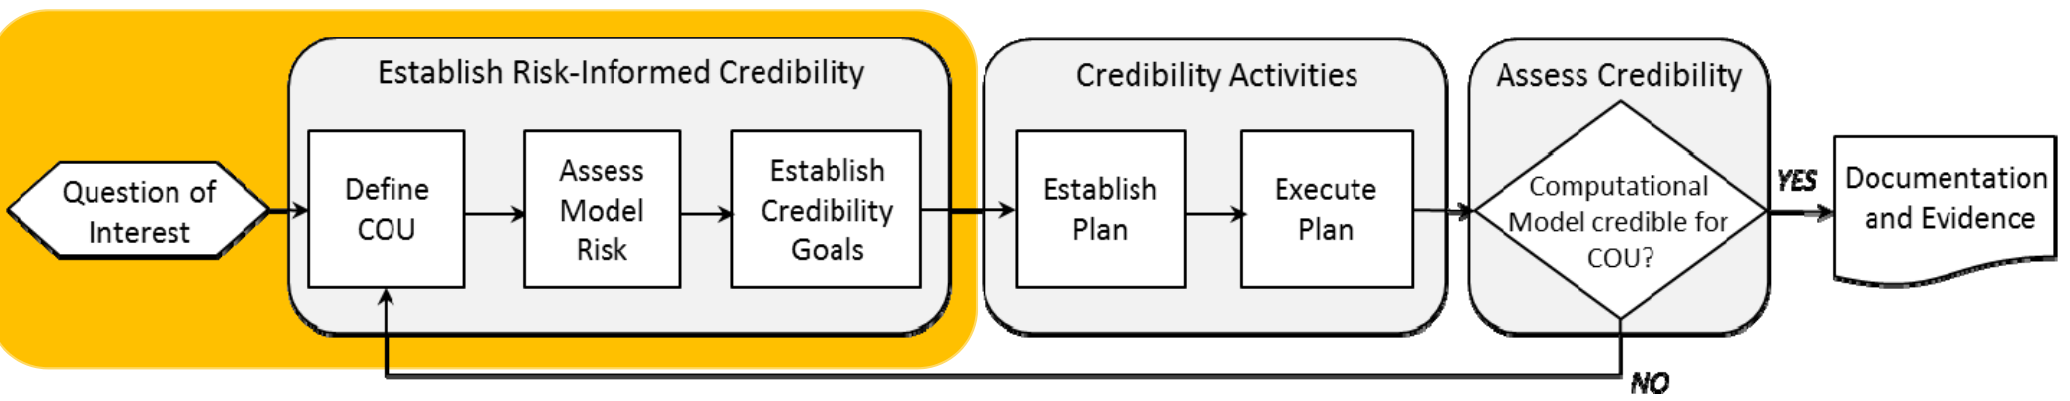 Establish Risk-Informed Credibility
Credibility Activities
Assess Credibility
Question of
Interest
Define
COU
Assess
Model
Risk
Establish
Credibility
Goals
Establish
Plan
Execute
Plan
Computational
Model credible for
COU?
YES
NO
Documentation
and Evidence